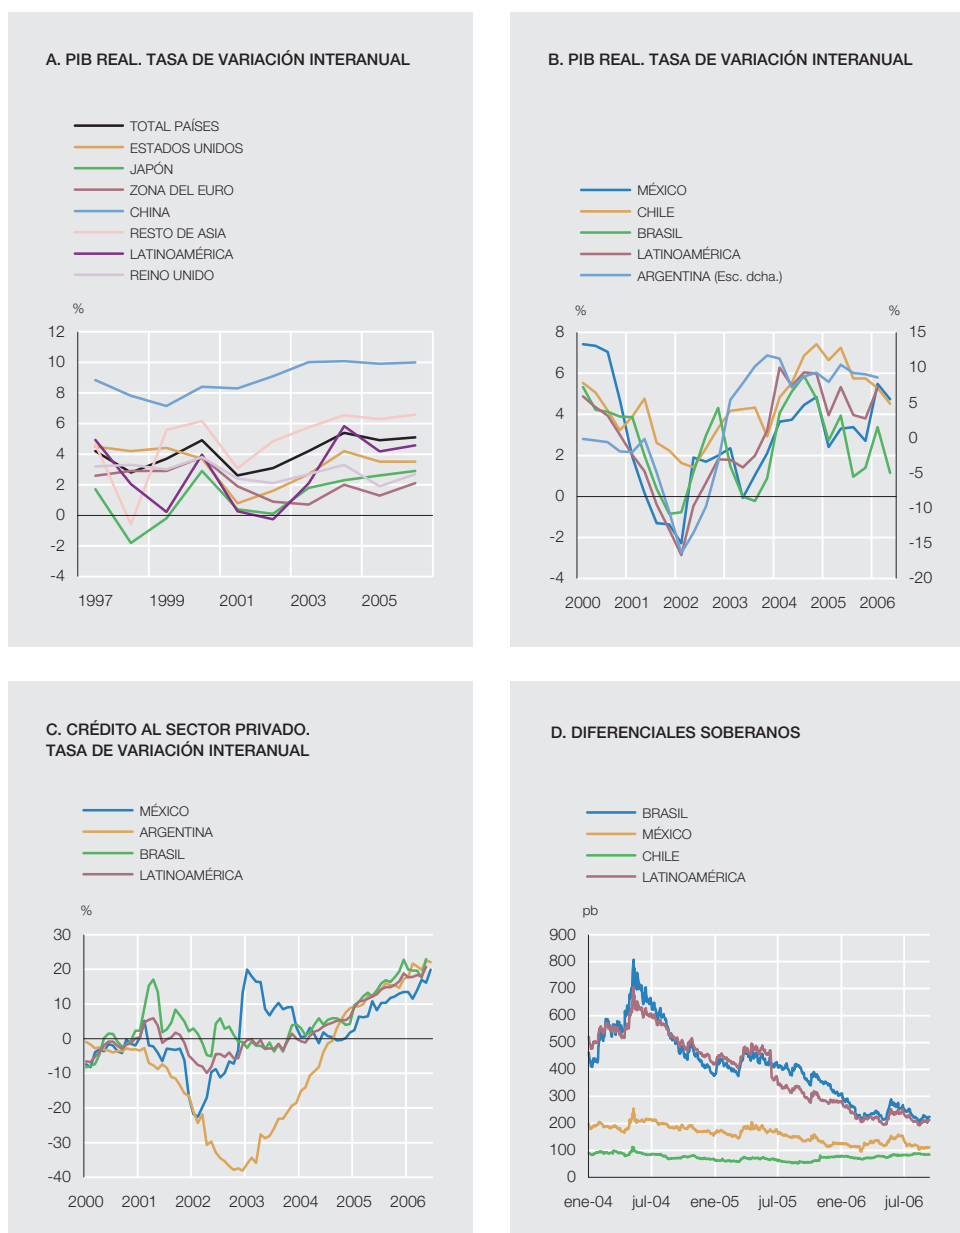 A. PIB REAL. TASA DE VARIACIÓN INTERANUAL
TOTAL PAÍSES
ESTADOS UNIDOS
JAPÓN
ZONA DEL EURO
CHINA
RESTO DE ASIA
LATINOAMÉRICA
REINO UNIDO
%
12
10
8
6
4
2
0
-2
-4
1997 1999 2001 2003 2005
B. PIB REAL. TASA DE VARIACIÓN INTERANUAL
MÉXICO
CHILE
BRASIL
LATINOAMÉRICA
ARGENTINA (Esc. dcha.)
% %
8
6
4
2
0
-2
-4
15
10
5
0
-5
-10
-15
-20
2000 2001 2002 2003 2004 2005 2006
C. CRÉDITO AL SECTOR PRIVADO.
TASA DE VARIACIÓN INTERANUAL
MÉXICO
ARGENTINA
BRASIL
LATINOAMÉRICA
%
30
20
10
0
-10
-20
-30
-40
2000 2001 2002 2003 2004 2005 2006
D. DIFERENCIALES SOBERANOS
BRASIL
MÉXICO
CHILE
LATINOAMÉRICA
pb
900
800
700
600
500
400
300
200
100
0
ene-04 jul-04 ene-05 jul-05 ene-06 jul-06